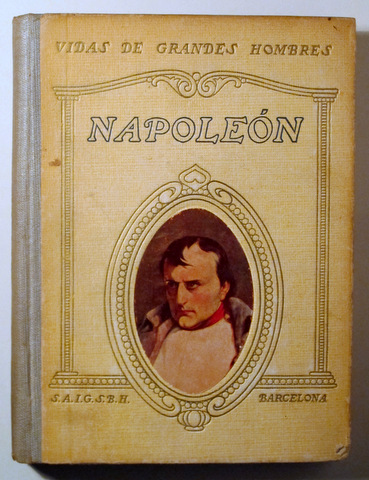 VIDAS DE GRANDES HOMBRES
NAPOLEÓN
S.A.I.G.S.B.H. BARCELONA